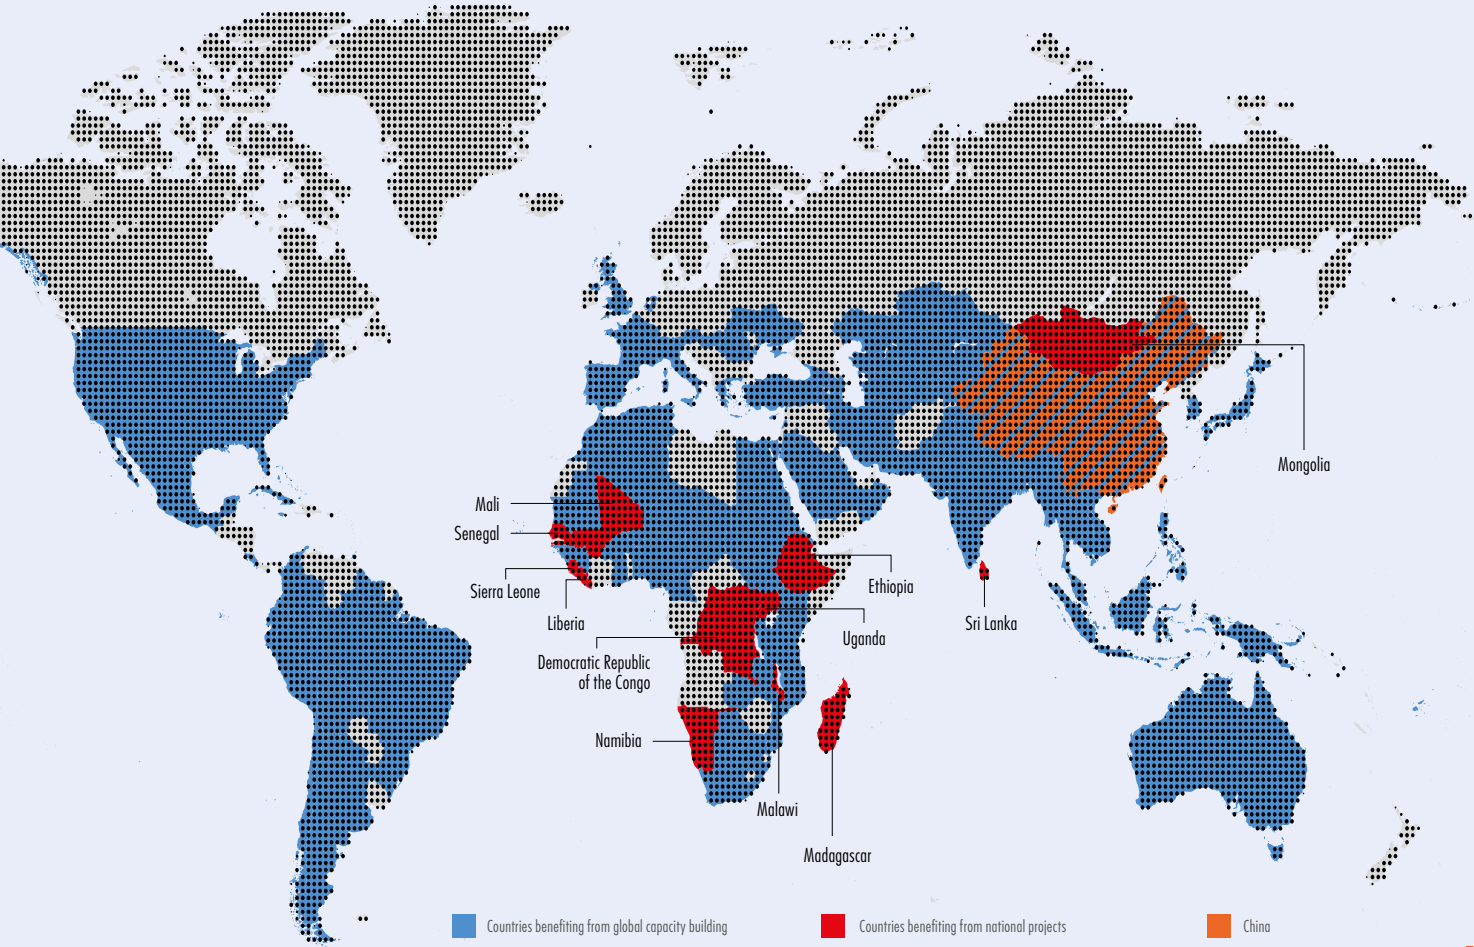 Mongolia
Mali
Senegal
Sierra Leone
Ethiopia
Liberia
Sri Lanka
Uganda
Democratic Republic
of the Congo
Namibia
Malawi
Madagascar
Countries benefiting from global capacity building
Countries benefiting from national projects
China